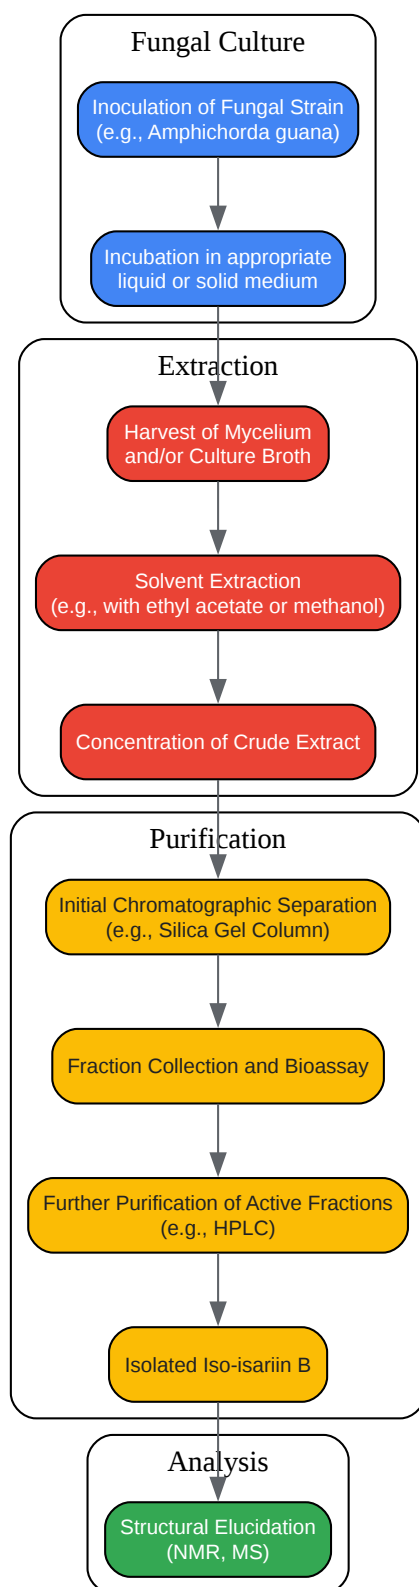 Fungal Culture
Inoculation of Fungal Strain
(e.g., Amphichorda guana)
Incubation in appropriate
liquid or solid medium
Extraction
Harvest of Mycelium
and/or Culture Broth
Solvent Extraction
(e.g., with ethyl acetate or methanol)
Concentration of Crude Extract
Purification
Initial Chromatographic Separation
(e.g., Silica Gel Column)
Fraction Collection and Bioassay
Further Purification of Active Fractions
(e.g., HPLC)
Isolated Iso-isariin B
Analysis
Structural Elucidation
(NMR, MS)